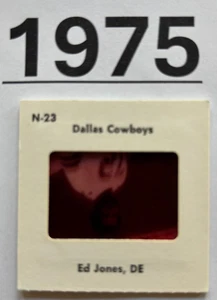 1975
N-23
Dallas Cowboys
Ed Jones, DE